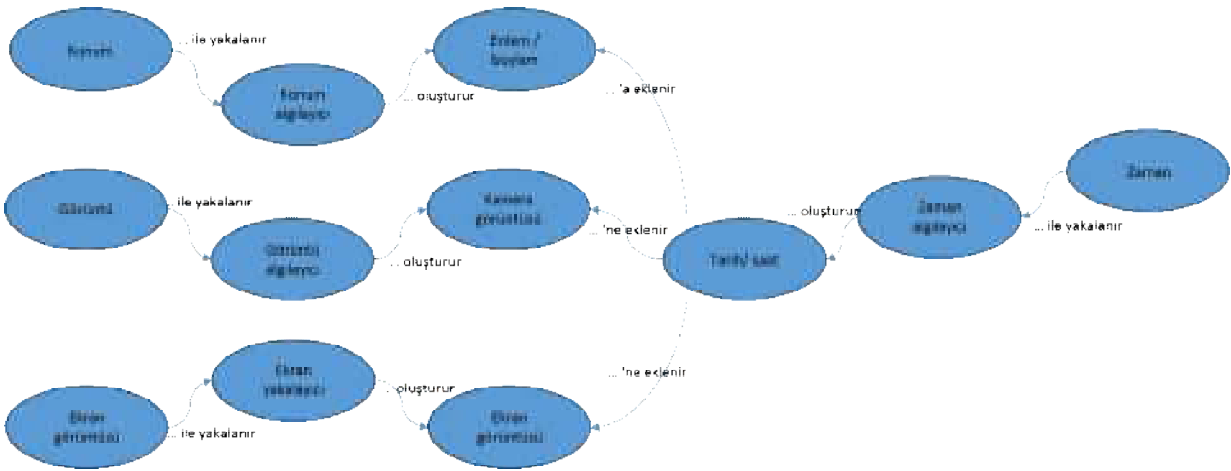 Konum
... ile yakalanır
Konum
algılayıcı
... oluşturur
Enlem /
boylam
... 'a eklenir
Görüntü
... ile yakalanır
Görüntü
algılayıcı
... oluşturur
Kamera
görüntüsü
... 'ne eklenir
Tarih/ saat
... oluşturur
Zaman
algılayıcı
... ile yakalanır
Zaman
Ekran
görüntüsü
... ile yakalanır
Ekran
yakalayıcı
... oluşturur
Ekran
görüntüsü
... 'ne eklenir